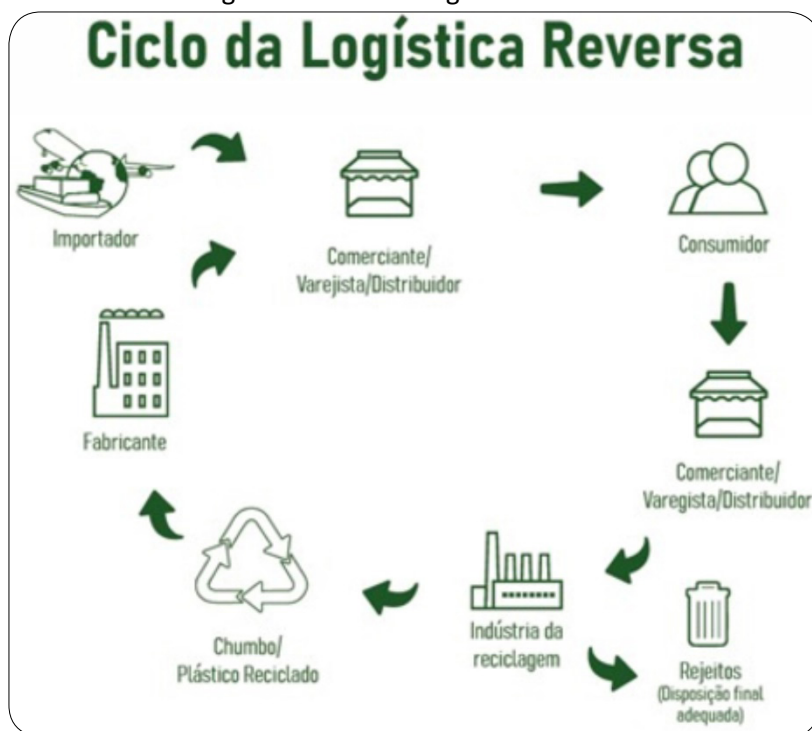 Ciclo da Logística Reversa
Importador
Comerciante/
Varejista/Distribuidor
Consumidor
Fabricante
Comerciante/
Varegista/Distribuidor
Chumbo/
Plástico Reciclado
Indústria da
reciclagem
Rejeitos
(Disposição final
adequada)